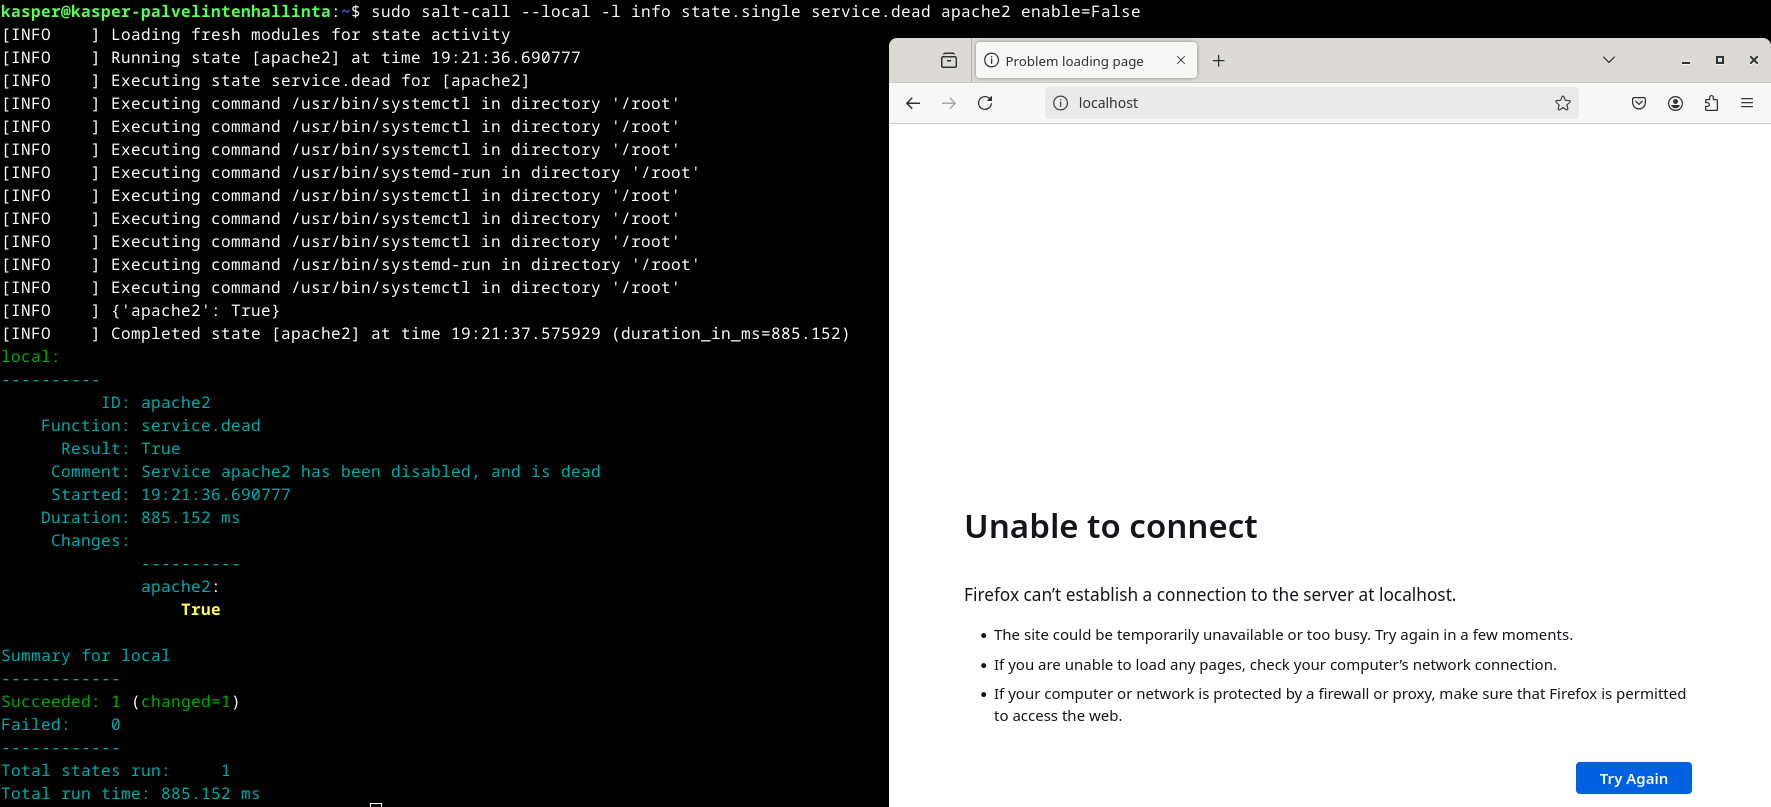 kasper@kasper-palvelintenhallinta:~$ sudo salt-call --local -l info state.single service.dead apache2 enable=False
[INFO    ] Loading fresh modules for state activity
[INFO    ] Running state [apache2] at time 19:21:36.690777
[INFO    ] Executing state service.dead for [apache2]
[INFO    ] Executing command /usr/bin/systemctl in directory '/root'
[INFO    ] Executing command /usr/bin/systemctl in directory '/root'
[INFO    ] Executing command /usr/bin/systemctl in directory '/root'
[INFO    ] Executing command /usr/bin/systemd-run in directory '/root'
[INFO    ] Executing command /usr/bin/systemctl in directory '/root'
[INFO    ] Executing command /usr/bin/systemctl in directory '/root'
[INFO    ] Executing command /usr/bin/systemctl in directory '/root'
[INFO    ] Executing command /usr/bin/systemd-run in directory '/root'
[INFO    ] Executing command /usr/bin/systemctl in directory '/root'
[INFO    ] {'apache2': True}
[INFO    ] Completed state [apache2] at time 19:21:37.575929 (duration_in_ms=885.152)
local:
----------
          ID: apache2
    Function: service.dead
      Result: True
     Comment: Service apache2 has been disabled, and is dead
     Started: 19:21:36.690777
    Duration: 885.152 ms
     Changes:
              ----------
              apache2:
                  True

Summary for local
------------
Succeeded: 1 (changed=1)
Failed:    0
------------
Total states run:     1
Total run time: 885.152 ms
Problem loading page
localhost
Unable to connect
Firefox can’t establish a connection to the server at localhost.
• The site could be temporarily unavailable or too busy. Try again in a few moments.
• If you are unable to load any pages, check your computer’s network connection.
• If your computer or network is protected by a firewall or proxy, make sure that Firefox is permitted
to access the web.
Try Again